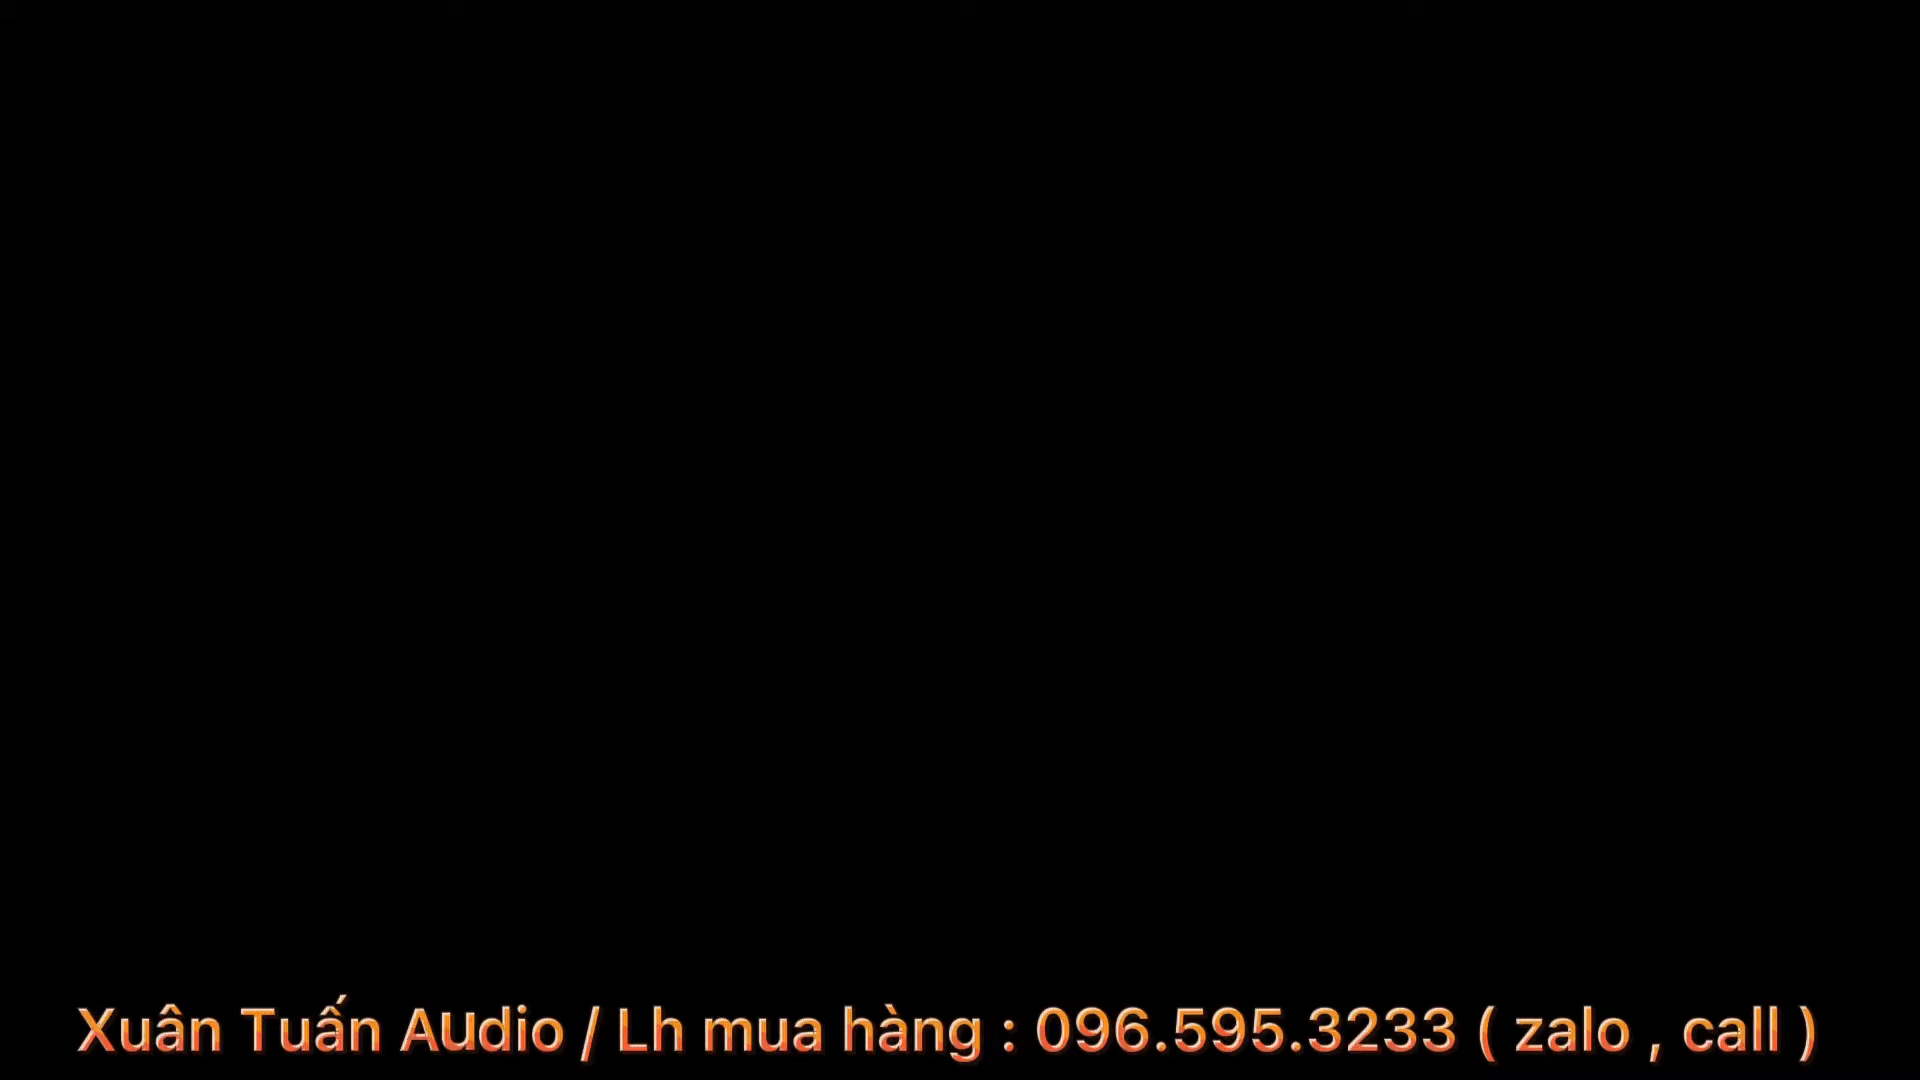 Xuân Tuấn AUdio / Lh mua hàng : 096.595.3233 ( zalo , call )